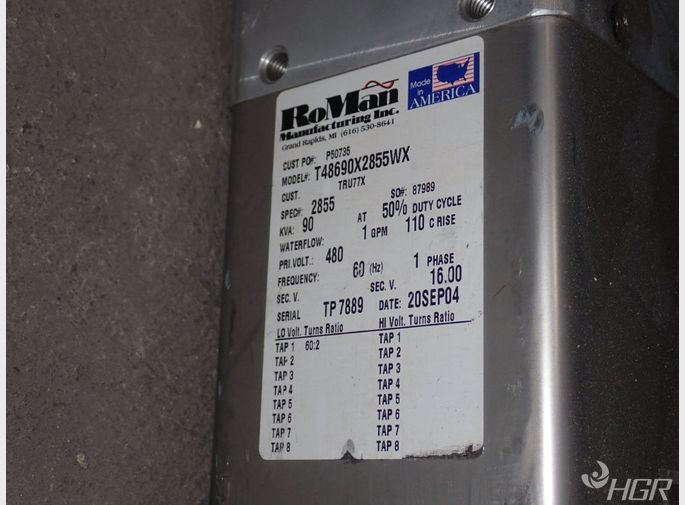 RoMan
Manufacturing Inc.
Grand Rapids, MI (616) 530-8641
Made in AMERICA
CUST PO#: P50735
MODEL#: T48690X2855WX
CUST. TRU77X
SPEC#: 2855 SO#: 87989
KVA: 90 AT 50% DUTY CYCLE
WATERFLOW: 1 GPM 110 C RISE
PRI.VOLT.: 480
FREQUENCY: 60 (Hz) 1 PHASE
SEC. V. SEC. V. 16.00
SERIAL TP7889 DATE: 20SEP04
LO Volt. Turns Ratio HI Volt. Turns Ratio
TAP 1 60:2 TAP 1
TAP 2 TAP 2
TAP 3 TAP 3
TAP 4 TAP 4
TAP 5 TAP 5
TAP 6 TAP 6
TAP 7 TAP 7
TAP 8 TAP 8
HGR